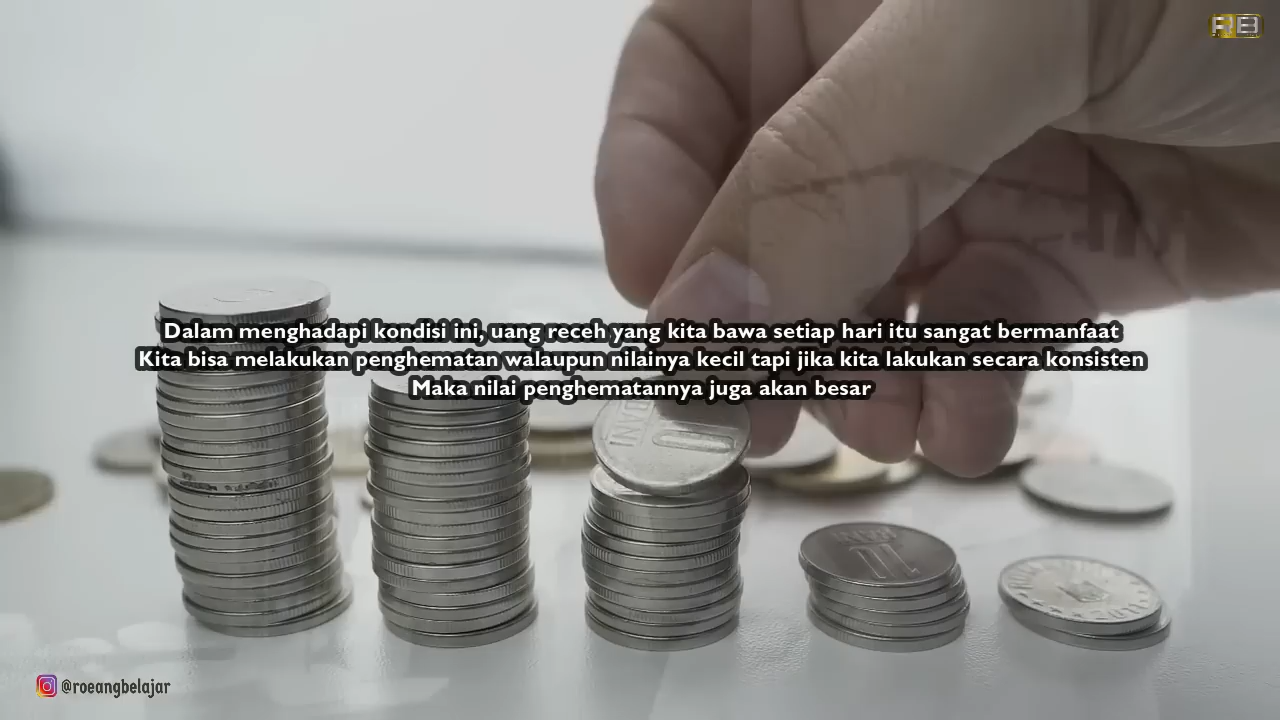 RB
Dalam menghadapi kondisi ini, uang receh yang kita bawa setiap hari itu sangat bermanfaat
Kita bisa melakukan penghematan walaupun nilainya kecil tapi jika kita lakukan secara konsisten
Maka nilai penghematannya juga akan besar
@roeangbelajar